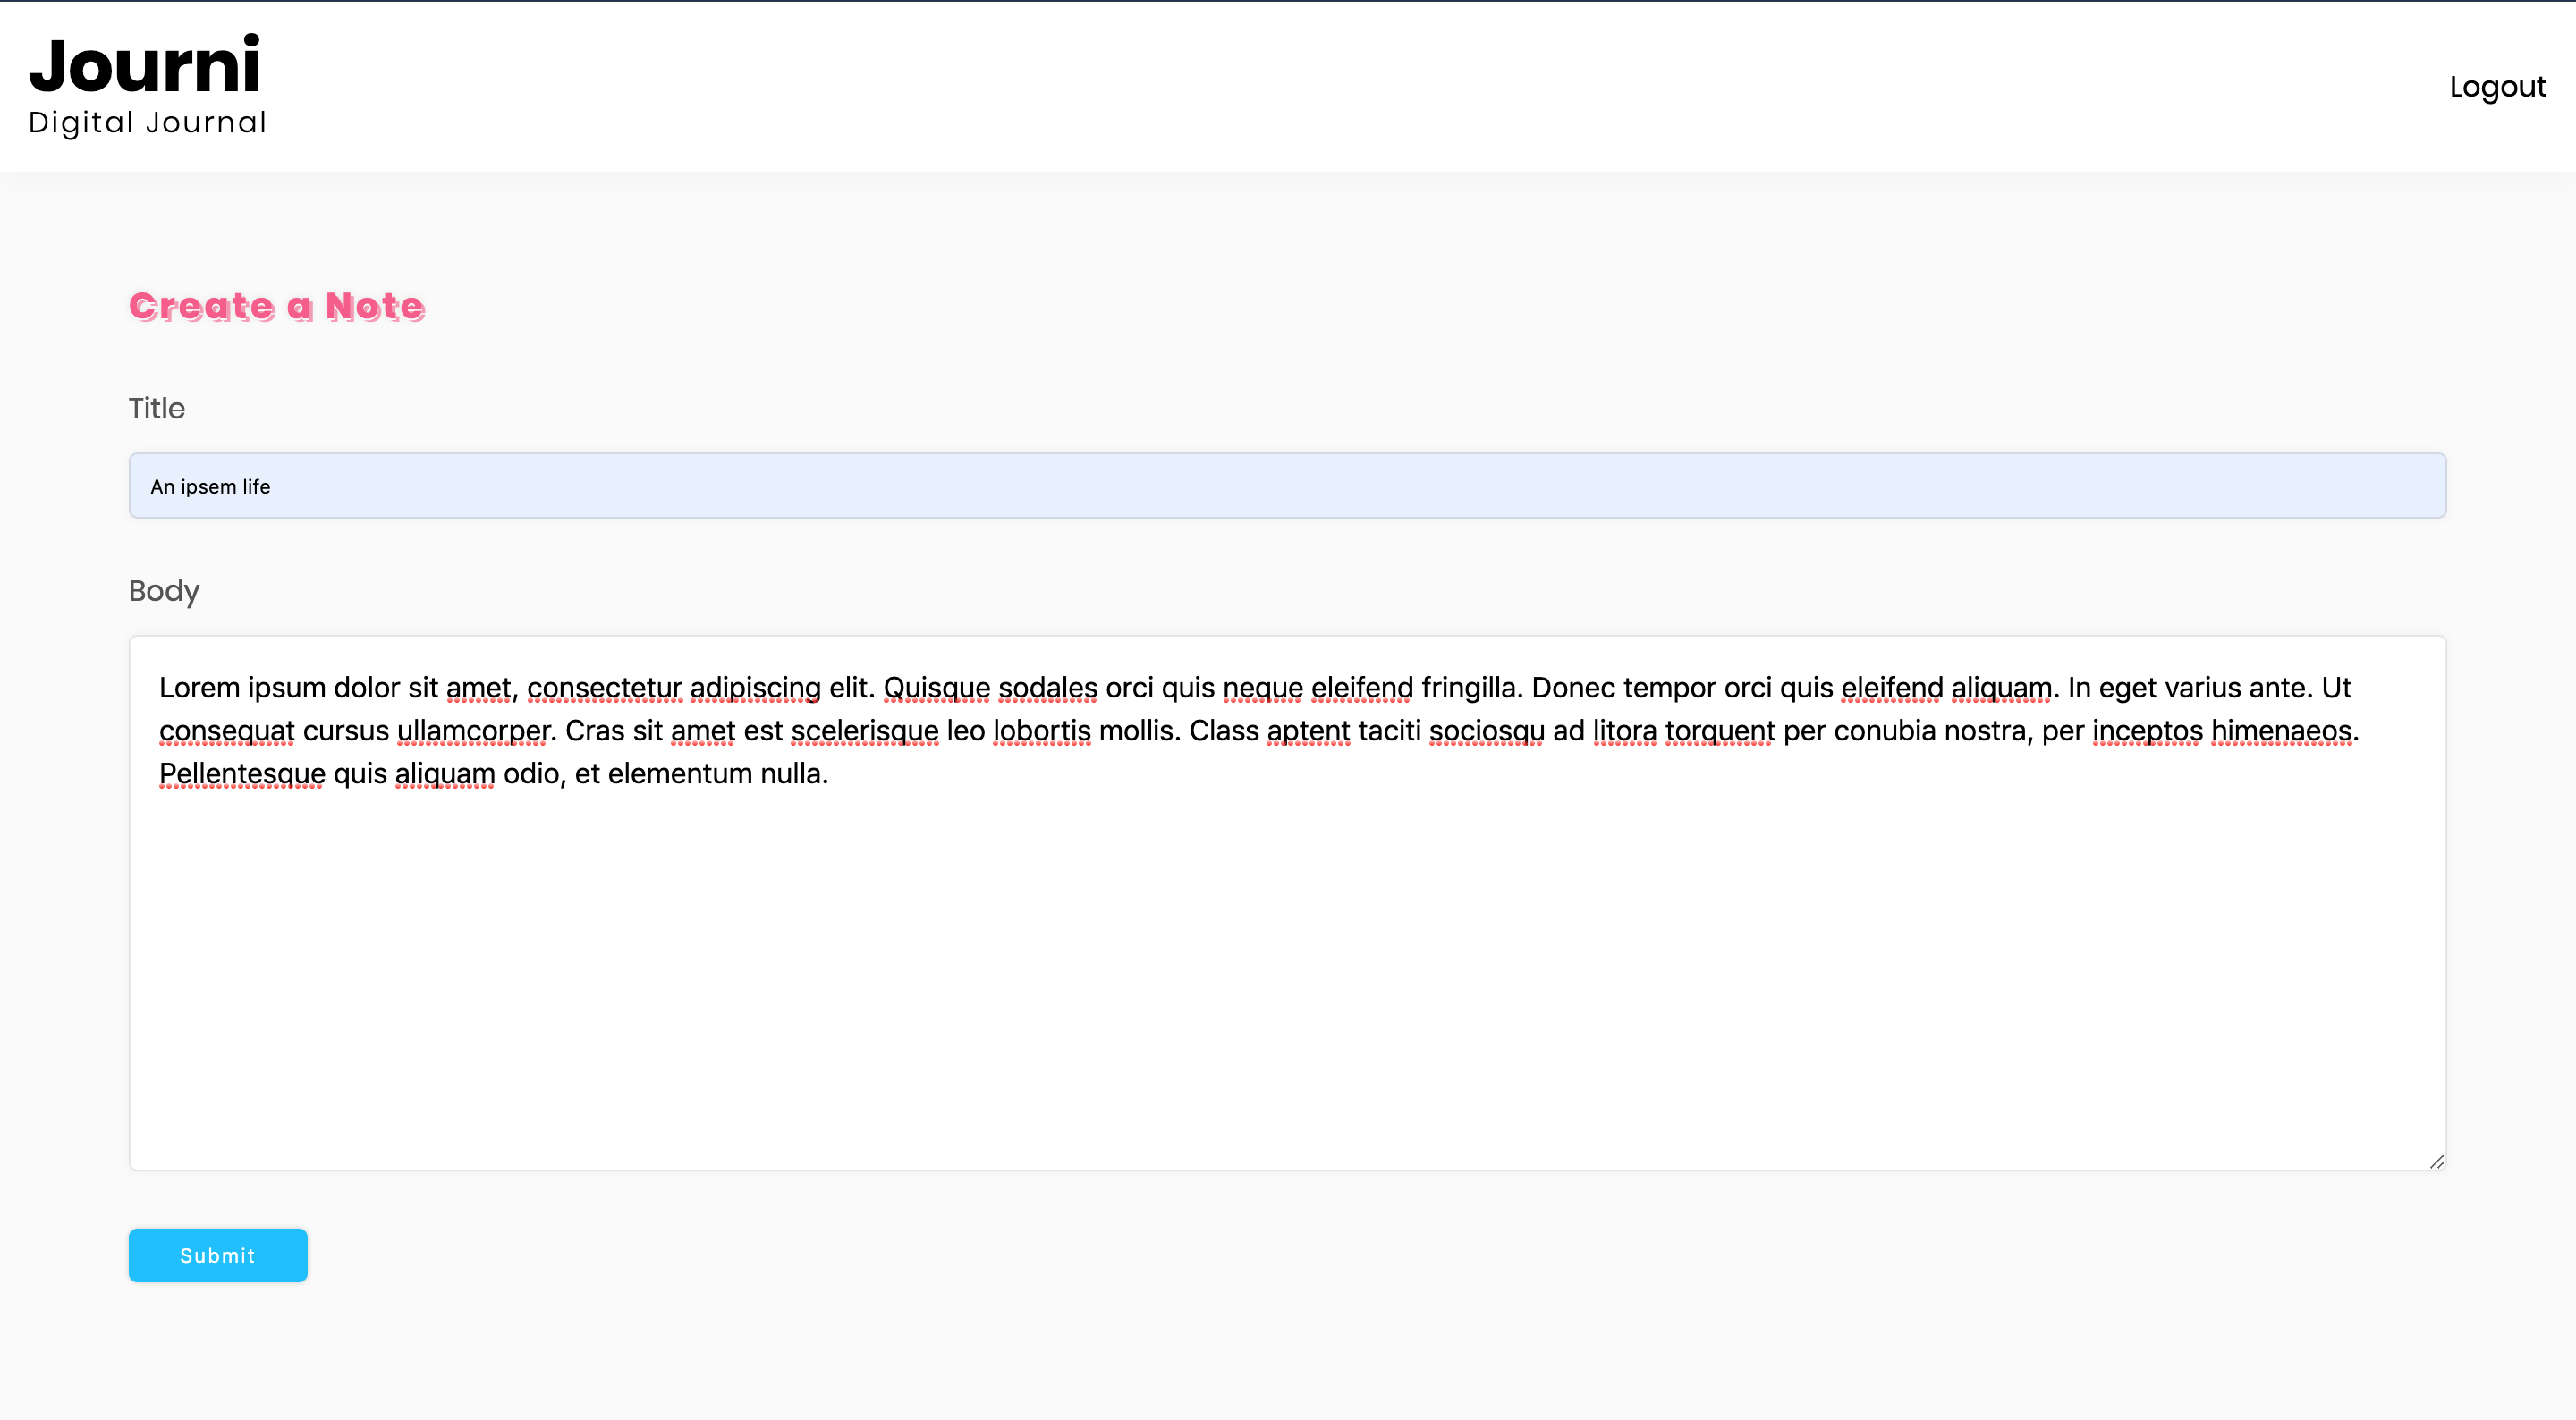 Journi
Digital Journal
Logout
Create a Note
Title
An ipsem life
Body
Lorem ipsum dolor sit amet, consectetur adipiscing elit. Quisque sodales orci quis neque eleifend fringilla. Donec tempor orci quis eleifend aliquam. In eget varius ante. Ut
consequat cursus ullamcorper. Cras sit amet est scelerisque leo lobortis mollis. Class aptent taciti sociosqu ad litora torquent per conubia nostra, per inceptos himenaeos.
Pellentesque quis aliquam odio, et elementum nulla.
Submit